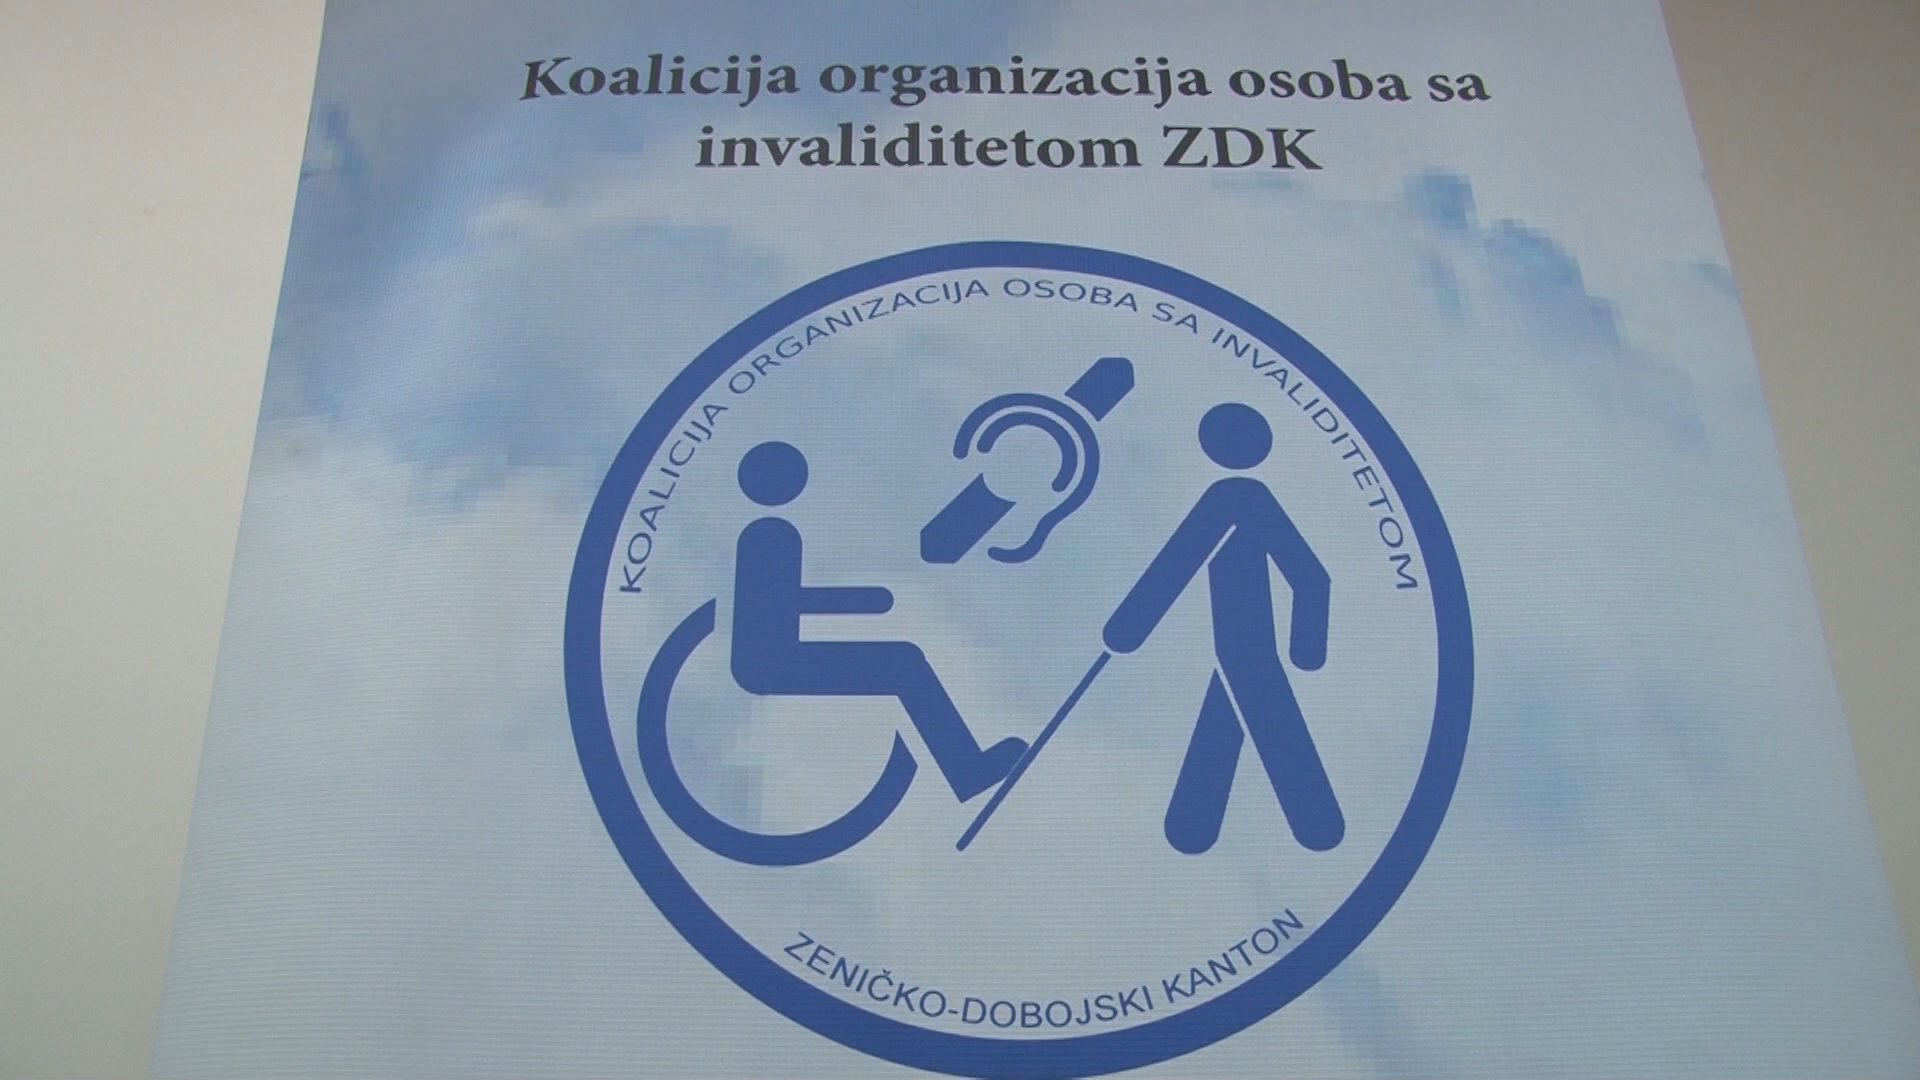 Koalicija organizacija osoba sa
invaliditetom ZDK
KOALICIJA ORGANIZACIJA OSOBA SA INVALIDITETOM
ZENIČKO-DOBOJSKI KANTON